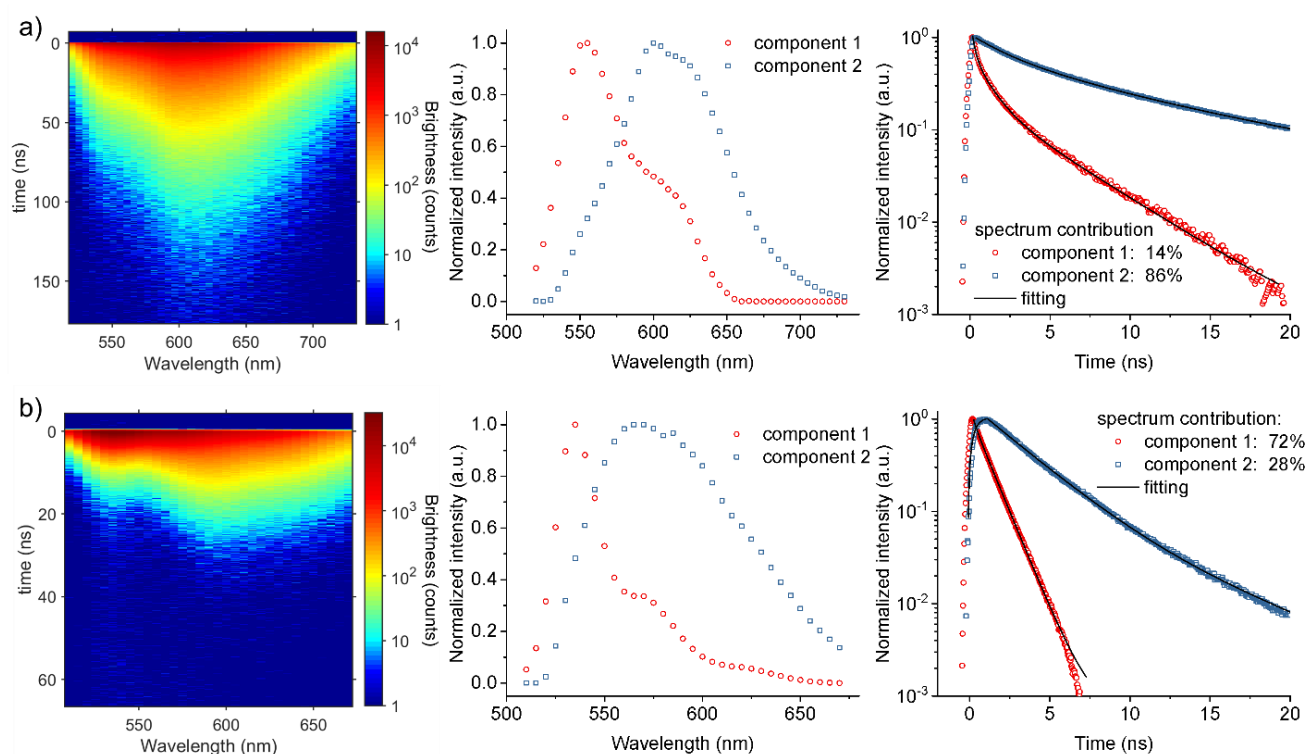 a)
0
50
100
150
time (ns)
550 600 650 700
Wavelength (nm)
10^4
10^3
10^2
10
1
Brightness (counts)
1.0
0.8
0.6
0.4
0.2
0.0
Normalized intensity (a.u.)
component 1
component 2
500 550 600 650 700
Wavelength (nm)
10^0
10^-1
10^-2
10^-3
Normalized intensity (a.u.)
spectrum contribution
component 1: 14%
component 2: 86%
fitting
0 5 10 15 20
Time (ns)
b)
0
20
40
60
time (ns)
550 600 650
Wavelength (nm)
10^4
10^3
10^2
10
1
Brightness (counts)
1.0
0.8
0.6
0.4
0.2
0.0
Normalized intensity (a.u.)
component 1
component 2
500 550 600 650
Wavelength (nm)
10^0
10^-1
10^-2
10^-3
Normalized intensity (a.u.)
spectrum contribution:
component 1: 72%
component 2: 28%
fitting
0 5 10 15 20
Time (ns)